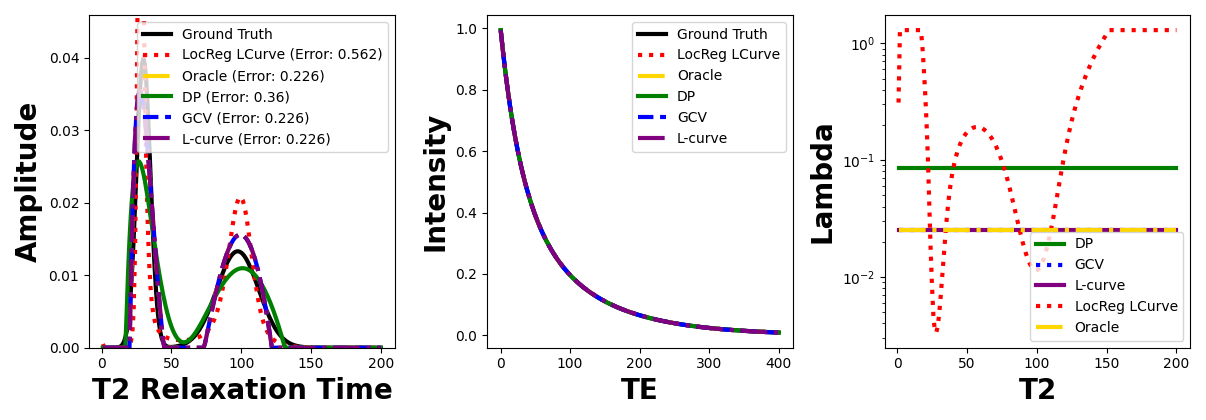 Amplitude
0.04
0.03
0.02
0.01
0.00
0
50
100
150
200
T2 Relaxation Time
Ground Truth
LocReg LCurve (Error: 0.562)
Oracle (Error: 0.226)
DP (Error: 0.36)
GCV (Error: 0.226)
L-curve (Error: 0.226)
Intensity
1.0
0.8
0.6
0.4
0.2
0.0
0
100
200
300
400
TE
Ground Truth
LocReg LCurve
Oracle
DP
GCV
L-curve
Lambda
10⁰
10⁻¹
10⁻²
0
50
100
150
200
T2
DP
GCV
L-curve
LocReg LCurve
Oracle